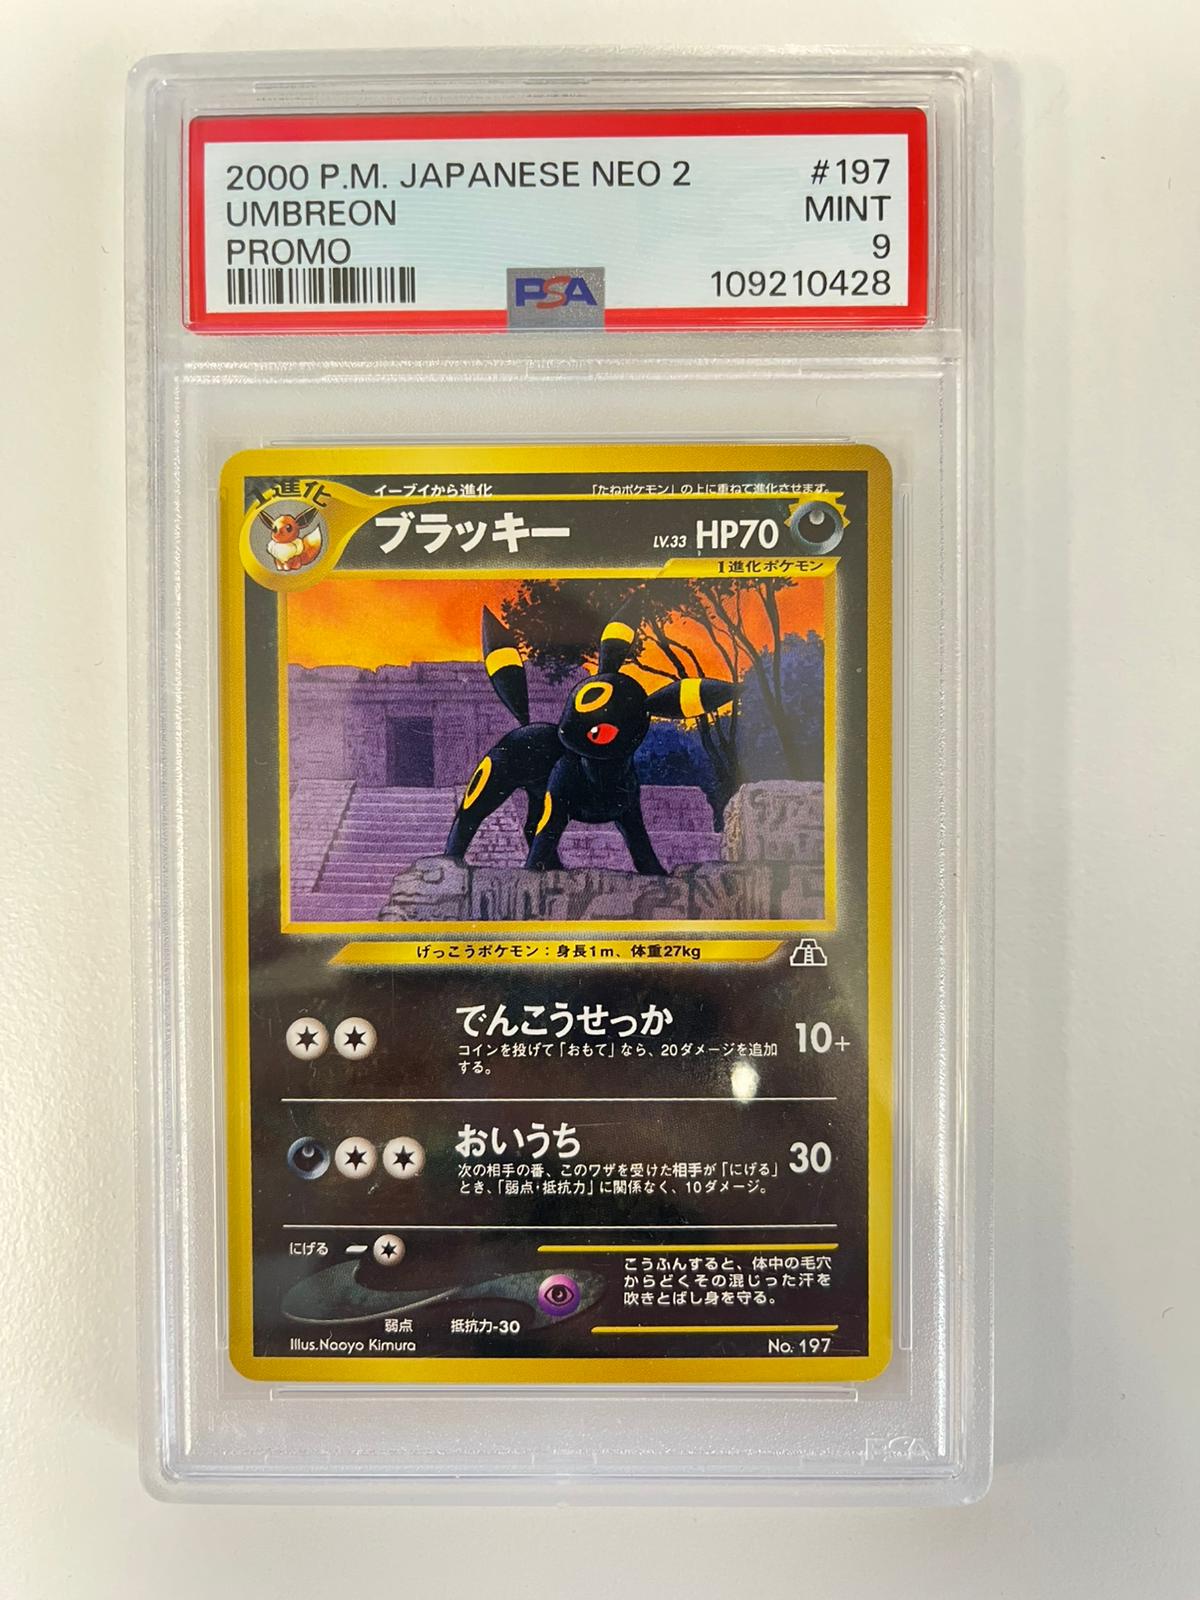 2000 P.M. JAPANESE NEO 2 #197
UMBREON MINT
PROMO 9
PSA 109210428
1進化
イーブイから進化 「たねポケモン」の上に重ねて進化させます。
ブラッキー LV.33 HP70
1進化ポケモン
げっこうポケモン：身長1m、体重27kg
でんこうせっか 10+
コインを投げて「おもて」なら、20ダメージを追加
する。
おいうち 30
次の相手の番、このワザを受けた相手が「にげる」
とき、「弱点・抵抗力」に関係なく、10ダメージ。
にげる
こうふんすると、体中の毛穴
からどくその混じった汗を
吹きとばし身を守る。
弱点 抵抗力-30
Illus.Naoyo Kimura No. 197
PSA